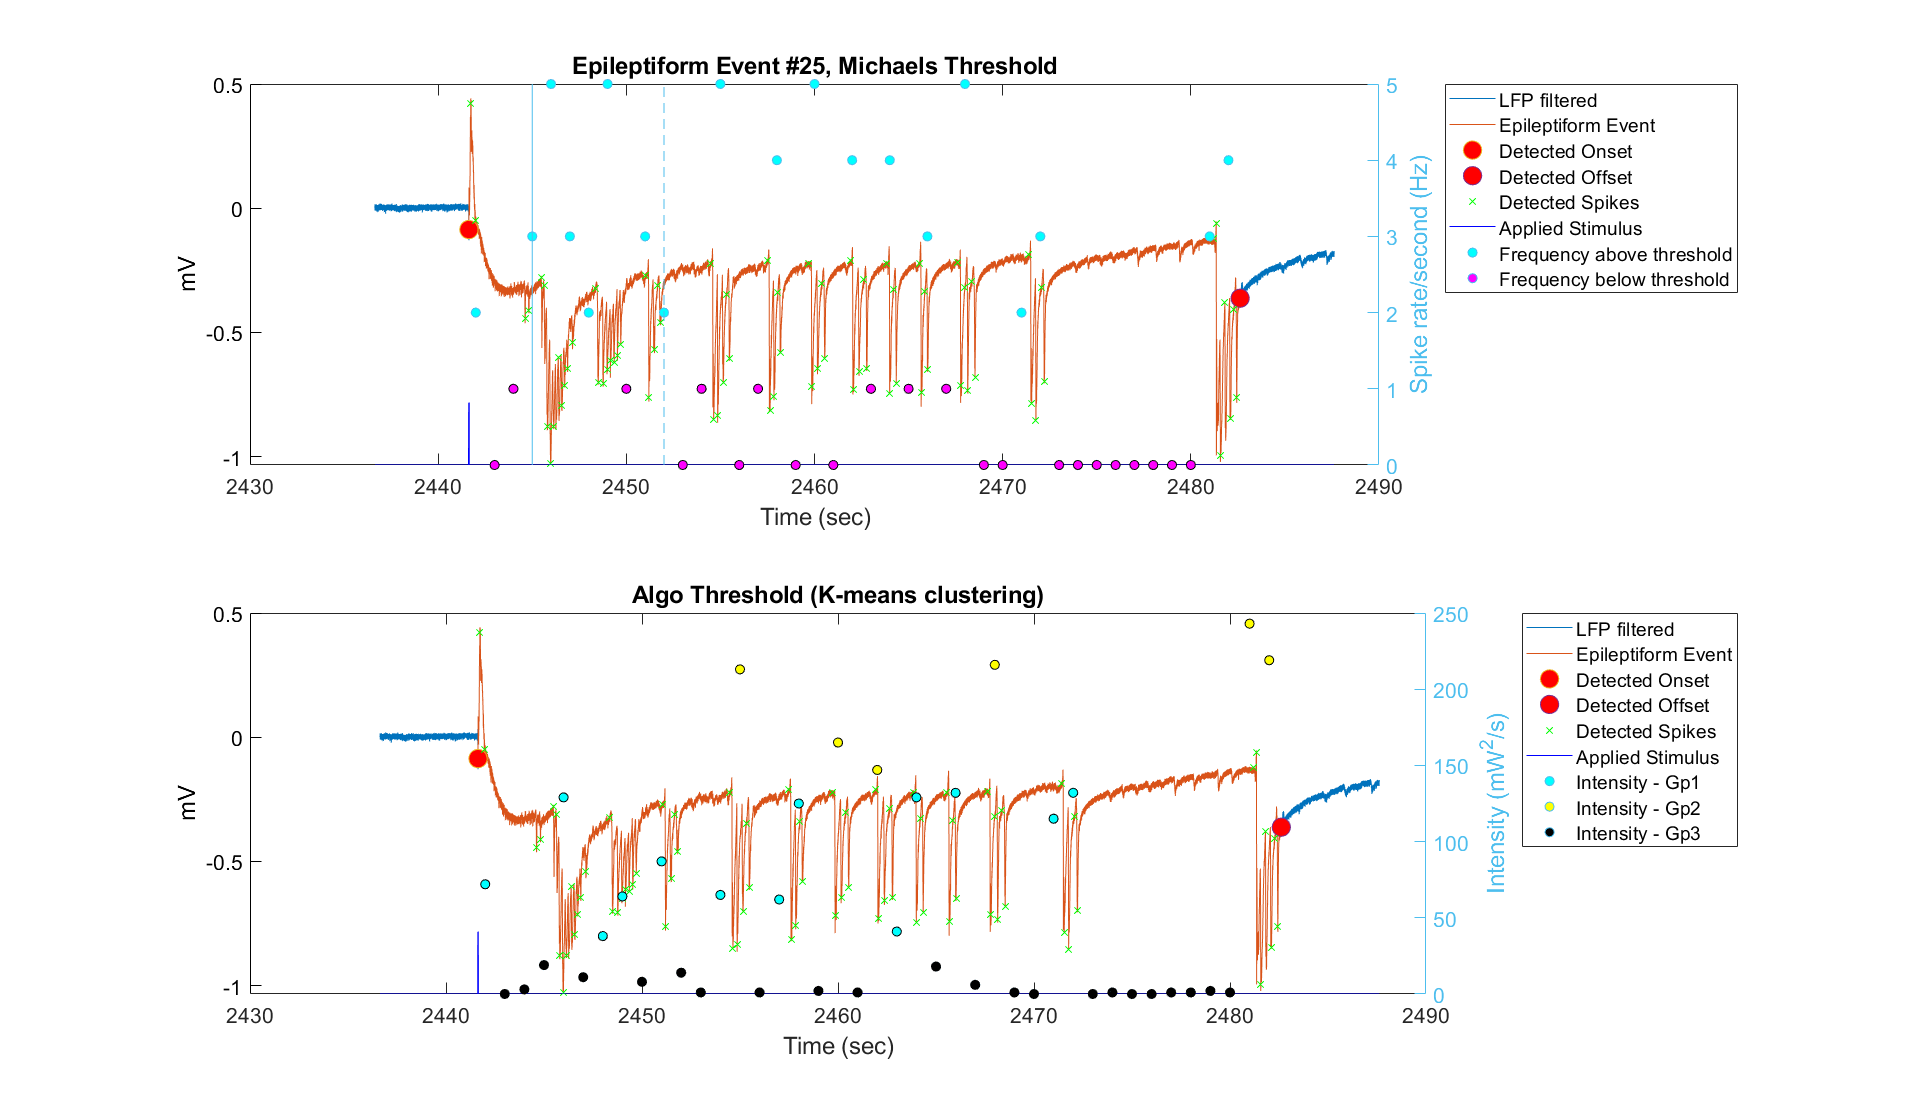 Epileptiform Event #25, Michaels Threshold
0.5
0
-0.5
-1
mV
5
4
3
2
1
0
Spike rate/second (Hz)
2430 2440 2450 2460 2470 2480 2490
Time (sec)
LFP filtered
Epileptiform Event
Detected Onset
Detected Offset
Detected Spikes
Applied Stimulus
Frequency above threshold
Frequency below threshold
Algo Threshold (K-means clustering)
0.5
0
-0.5
-1
mV
250
200
150
100
50
0
Intensity (mW²/s)
2430 2440 2450 2460 2470 2480 2490
Time (sec)
LFP filtered
Epileptiform Event
Detected Onset
Detected Offset
Detected Spikes
Applied Stimulus
Intensity - Gp1
Intensity - Gp2
Intensity - Gp3